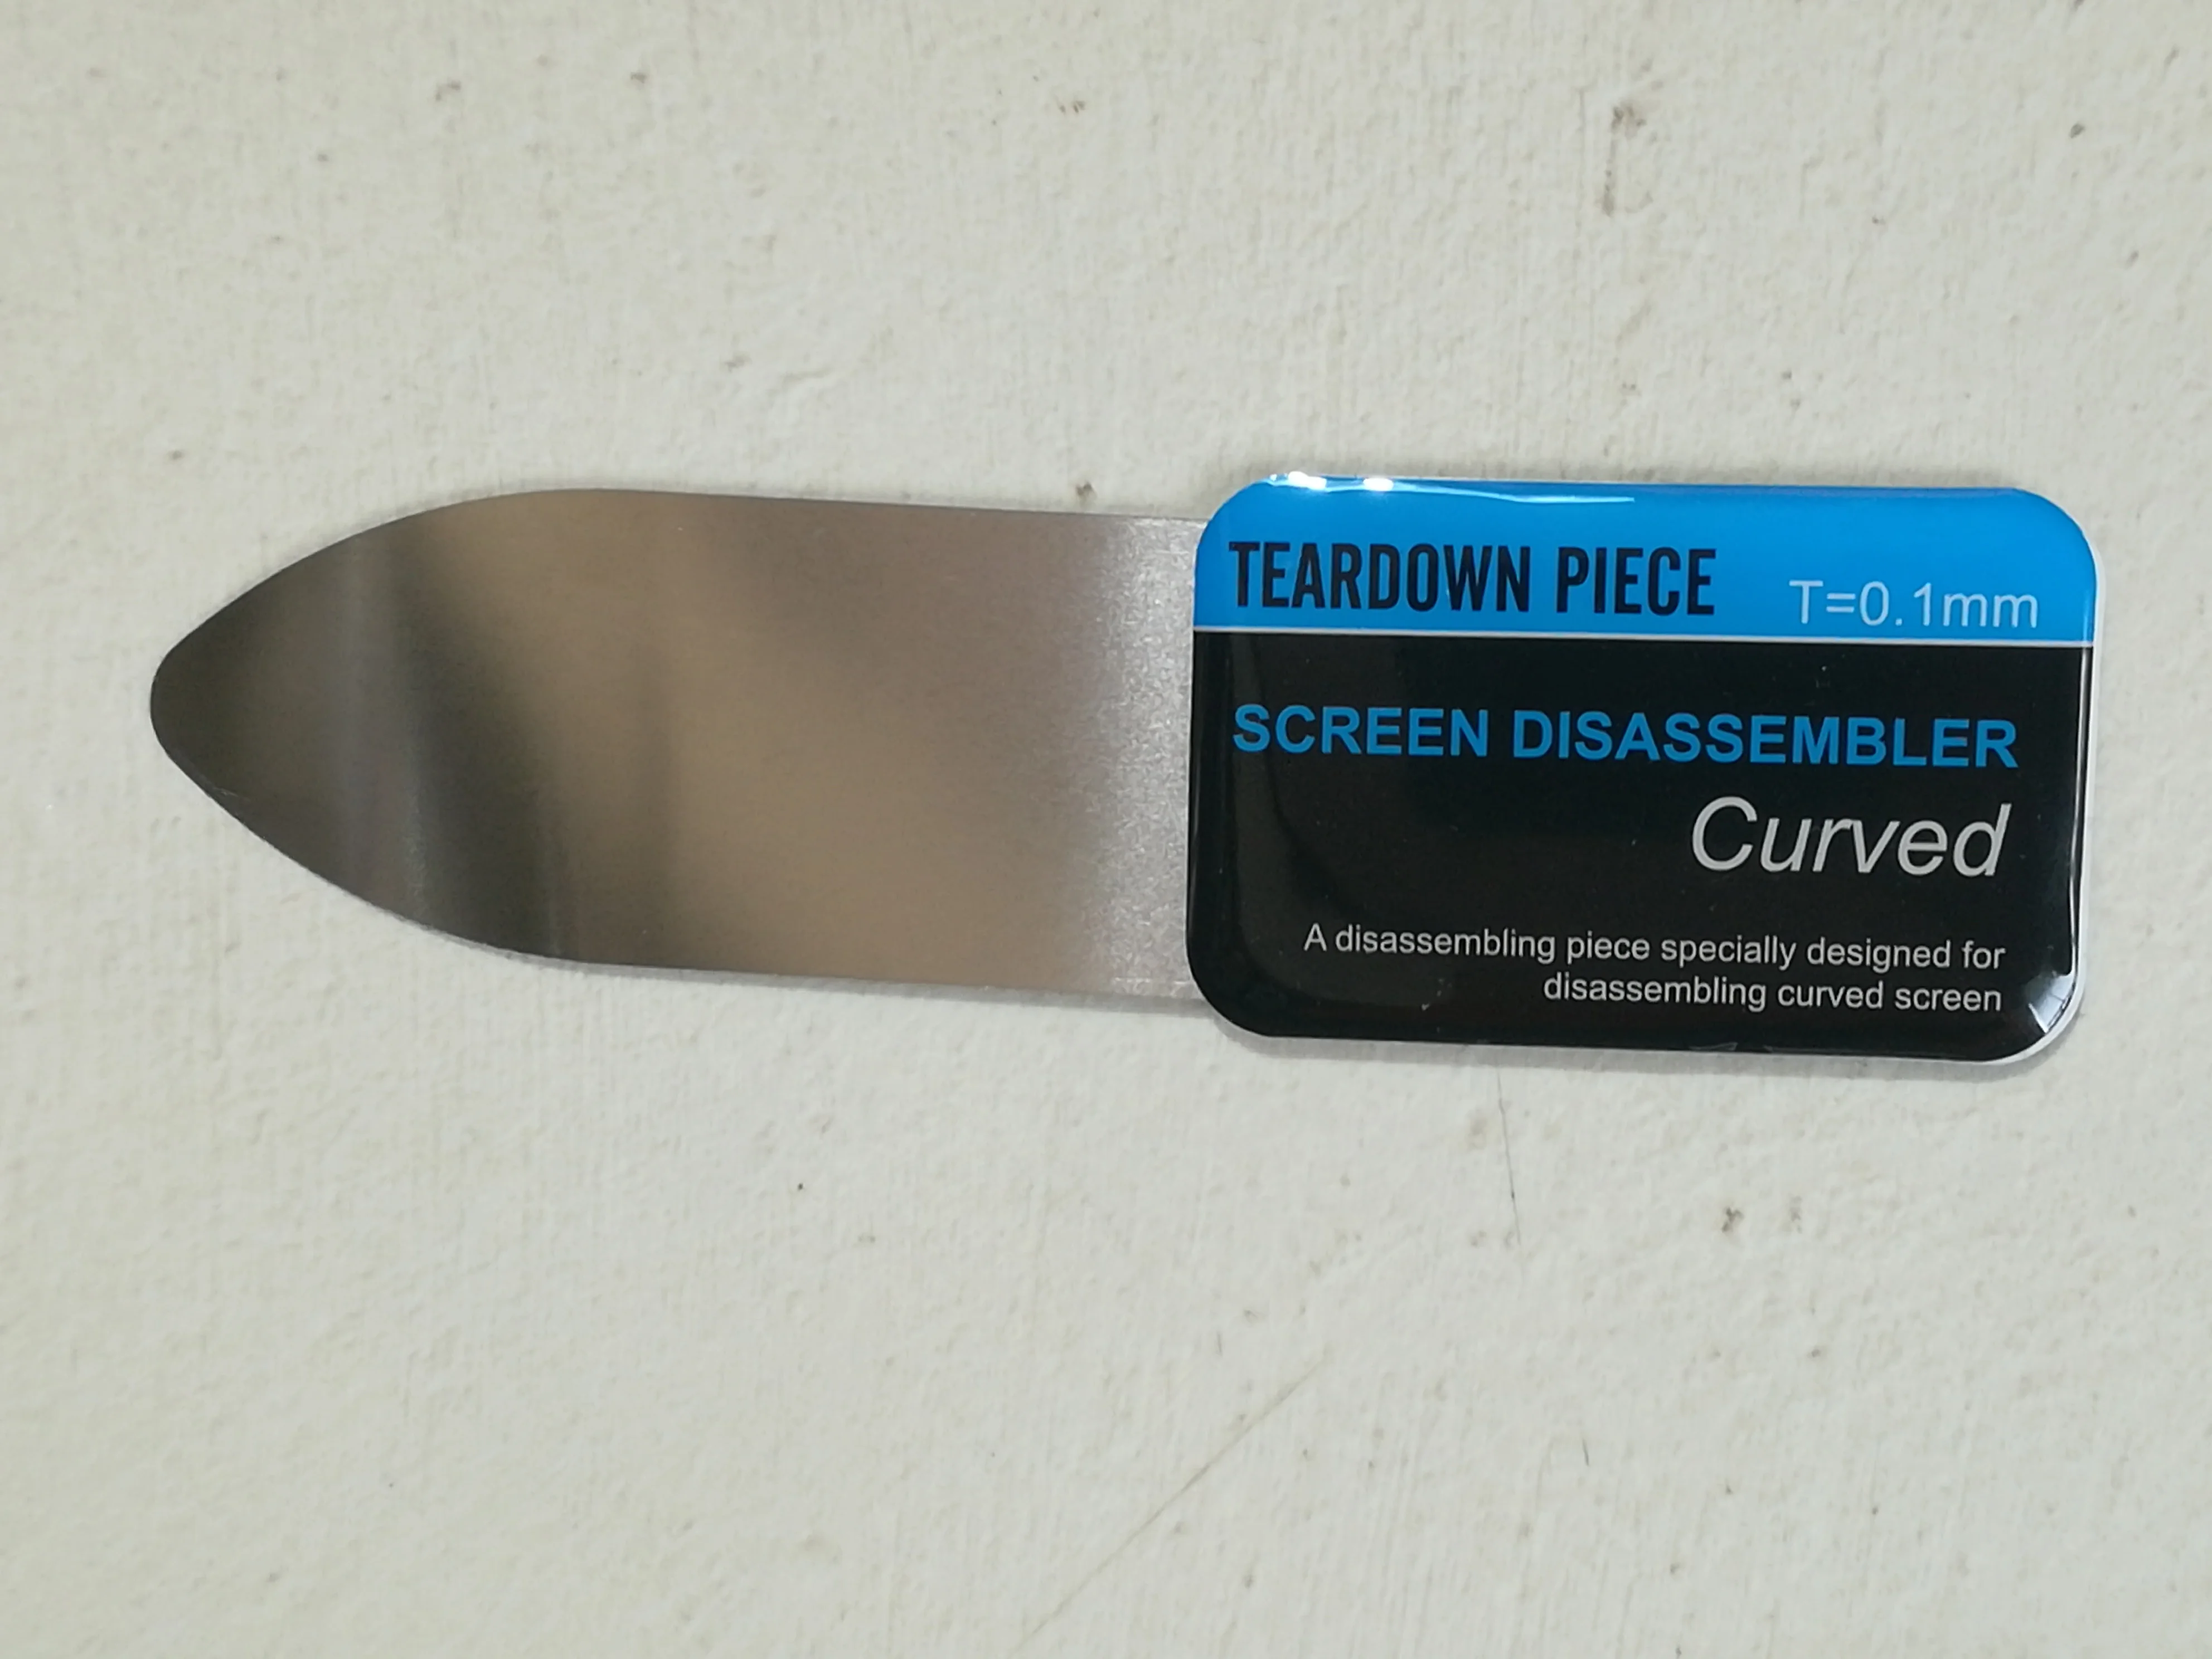 TEARDOWN PIECE T=0.1mm
SCREEN DISASSEMBLER
Curved
A disassembling piece specially designed for
disassembling curved screen